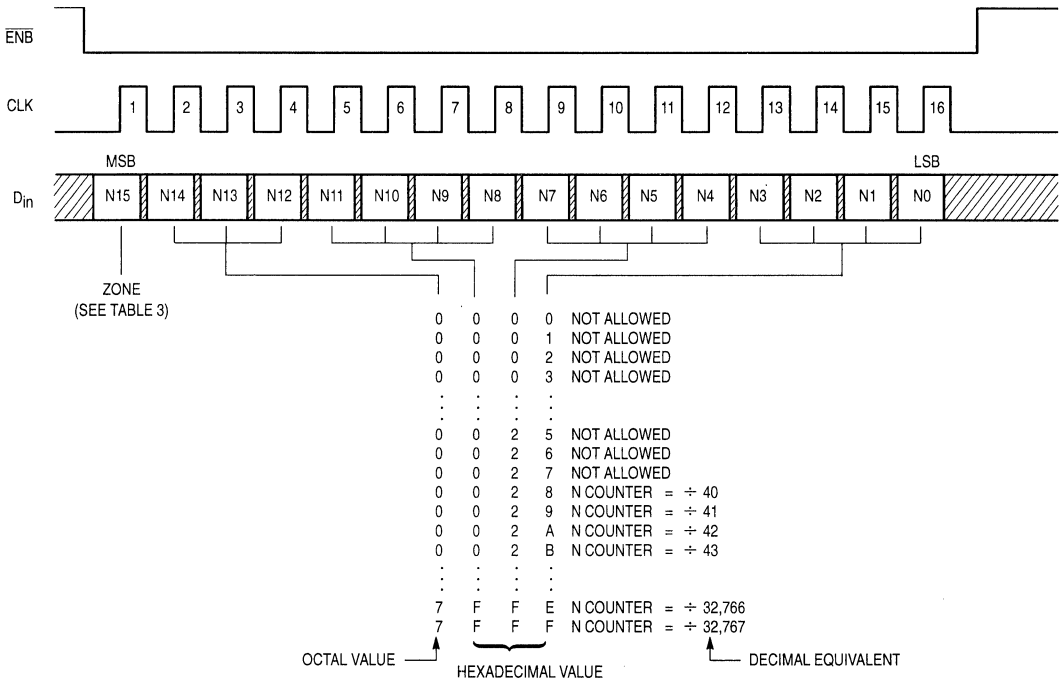 ENB
CLK
1 2 3 4 5 6 7 8 9 10 11 12 13 14 15 16
MSB LSB
Din N15 N14 N13 N12 N11 N10 N9 N8 N7 N6 N5 N4 N3 N2 N1 N0
ZONE
(SEE TABLE 3)
0 0 0 0 NOT ALLOWED
0 0 0 1 NOT ALLOWED
0 0 0 2 NOT ALLOWED
0 0 0 3 NOT ALLOWED
. . . .
. . . .
. . . .
0 0 2 5 NOT ALLOWED
0 0 2 6 NOT ALLOWED
0 0 2 7 NOT ALLOWED
0 0 2 8 N COUNTER = ÷ 40
0 0 2 9 N COUNTER = ÷ 41
0 0 2 A N COUNTER = ÷ 42
0 0 2 B N COUNTER = ÷ 43
. . . .
. . . .
. . . .
7 F F E N COUNTER = ÷ 32,766
7 F F F N COUNTER = ÷ 32,767
OCTAL VALUE
HEXADECIMAL VALUE
DECIMAL EQUIVALENT